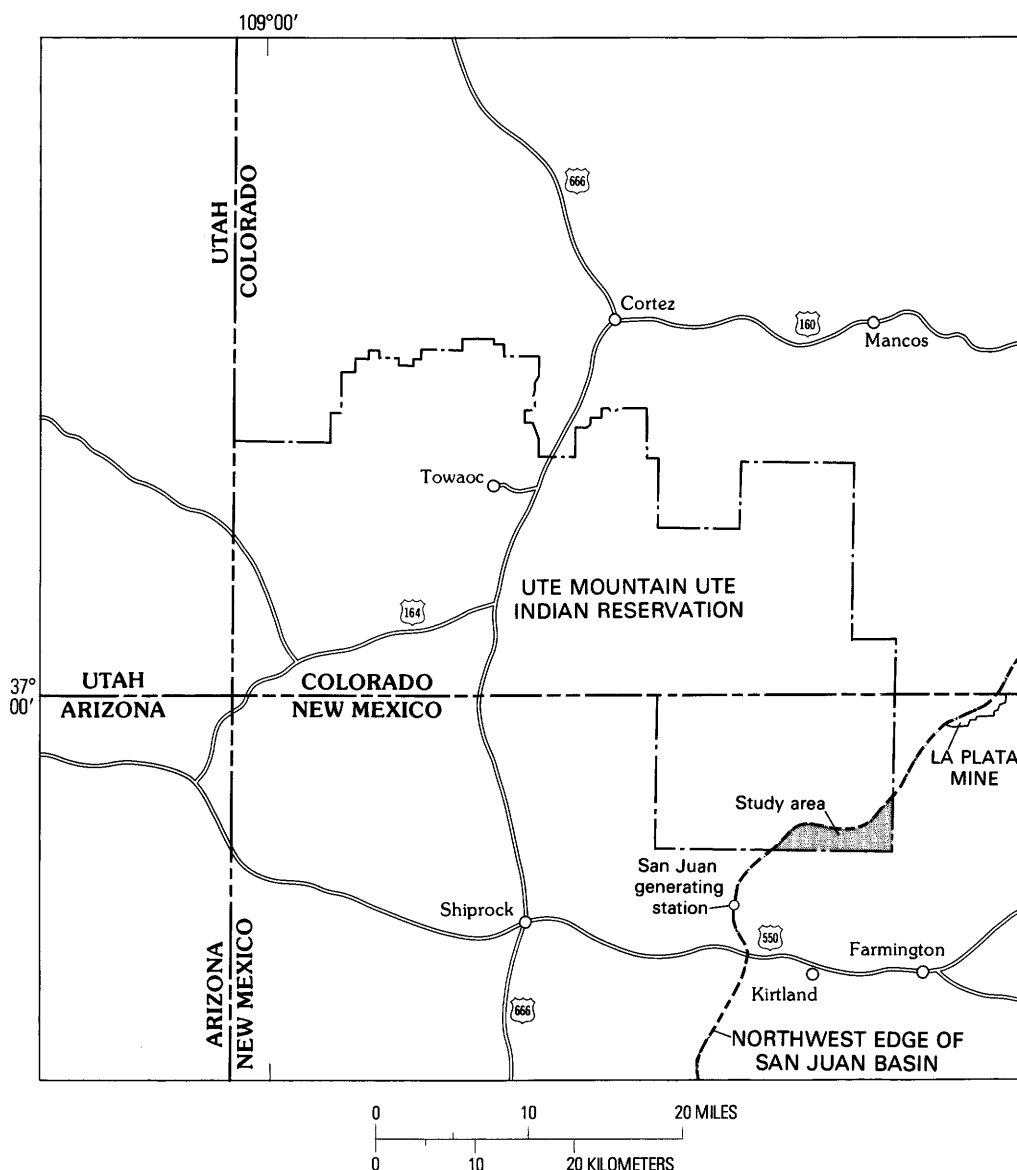 109°00'
UTAH
COLORADO
666
Cortez
160
Mancos
Towaoc
UTE MOUNTAIN UTE
INDIAN RESERVATION
164
37°
00'
UTAH
ARIZONA
COLORADO
NEW MEXICO
LA PLATA
MINE
Study area
San Juan
generating
station
Shiprock
550
Farmington
Kirtland
ARIZONA
NEW MEXICO
666
NORTHWEST EDGE OF
SAN JUAN BASIN
0 10 20 MILES
0 10 20 KILOMETERS